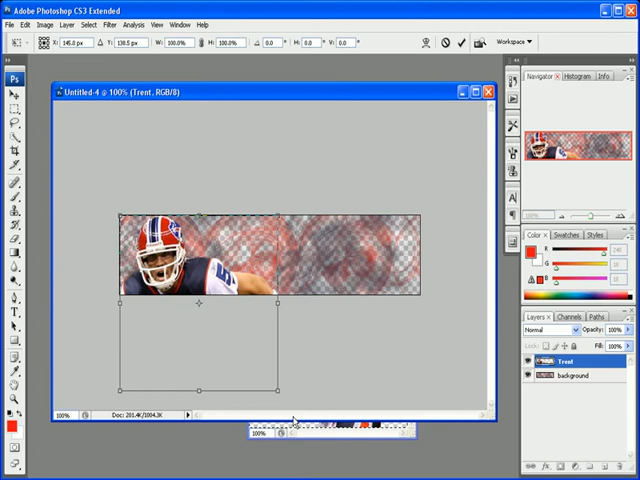 Adobe Photoshop CS3 Extended
File Edit Image Layer Select Filter Analysis View Window Help
X: 145.0 px Y: 130.5 px W: 100.0% H: 100.0% 0.0 ° H: 0.0 ° V: 0.0 °
Workspace
Ps
Untitled-4 @ 100% (Trent, RGB/8)
Navigator Histogram Info
100%
Color Swatches Styles
R 248
G
B
Layers Channels Paths
Normal Opacity: 100%
Lock: Fill: 100%
Trent
background
100% Doc: 201.4K/1004.3K
100%